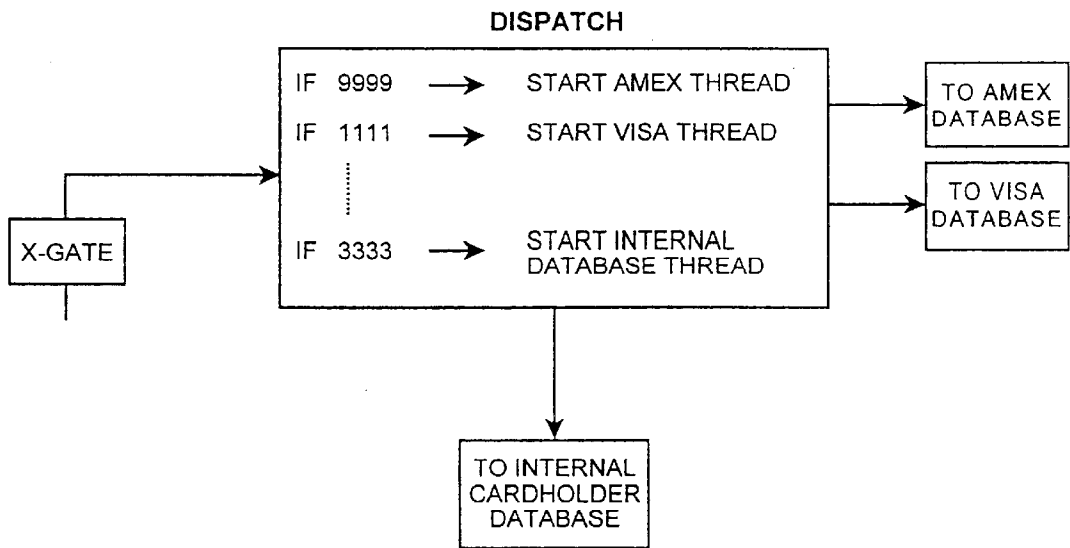 DISPATCH
IF 9999 → START AMEX THREAD
IF 1111 → START VISA THREAD
IF 3333 → START INTERNAL
DATABASE THREAD
X-GATE
TO AMEX
DATABASE
TO VISA
DATABASE
TO INTERNAL
CARDHOLDER
DATABASE